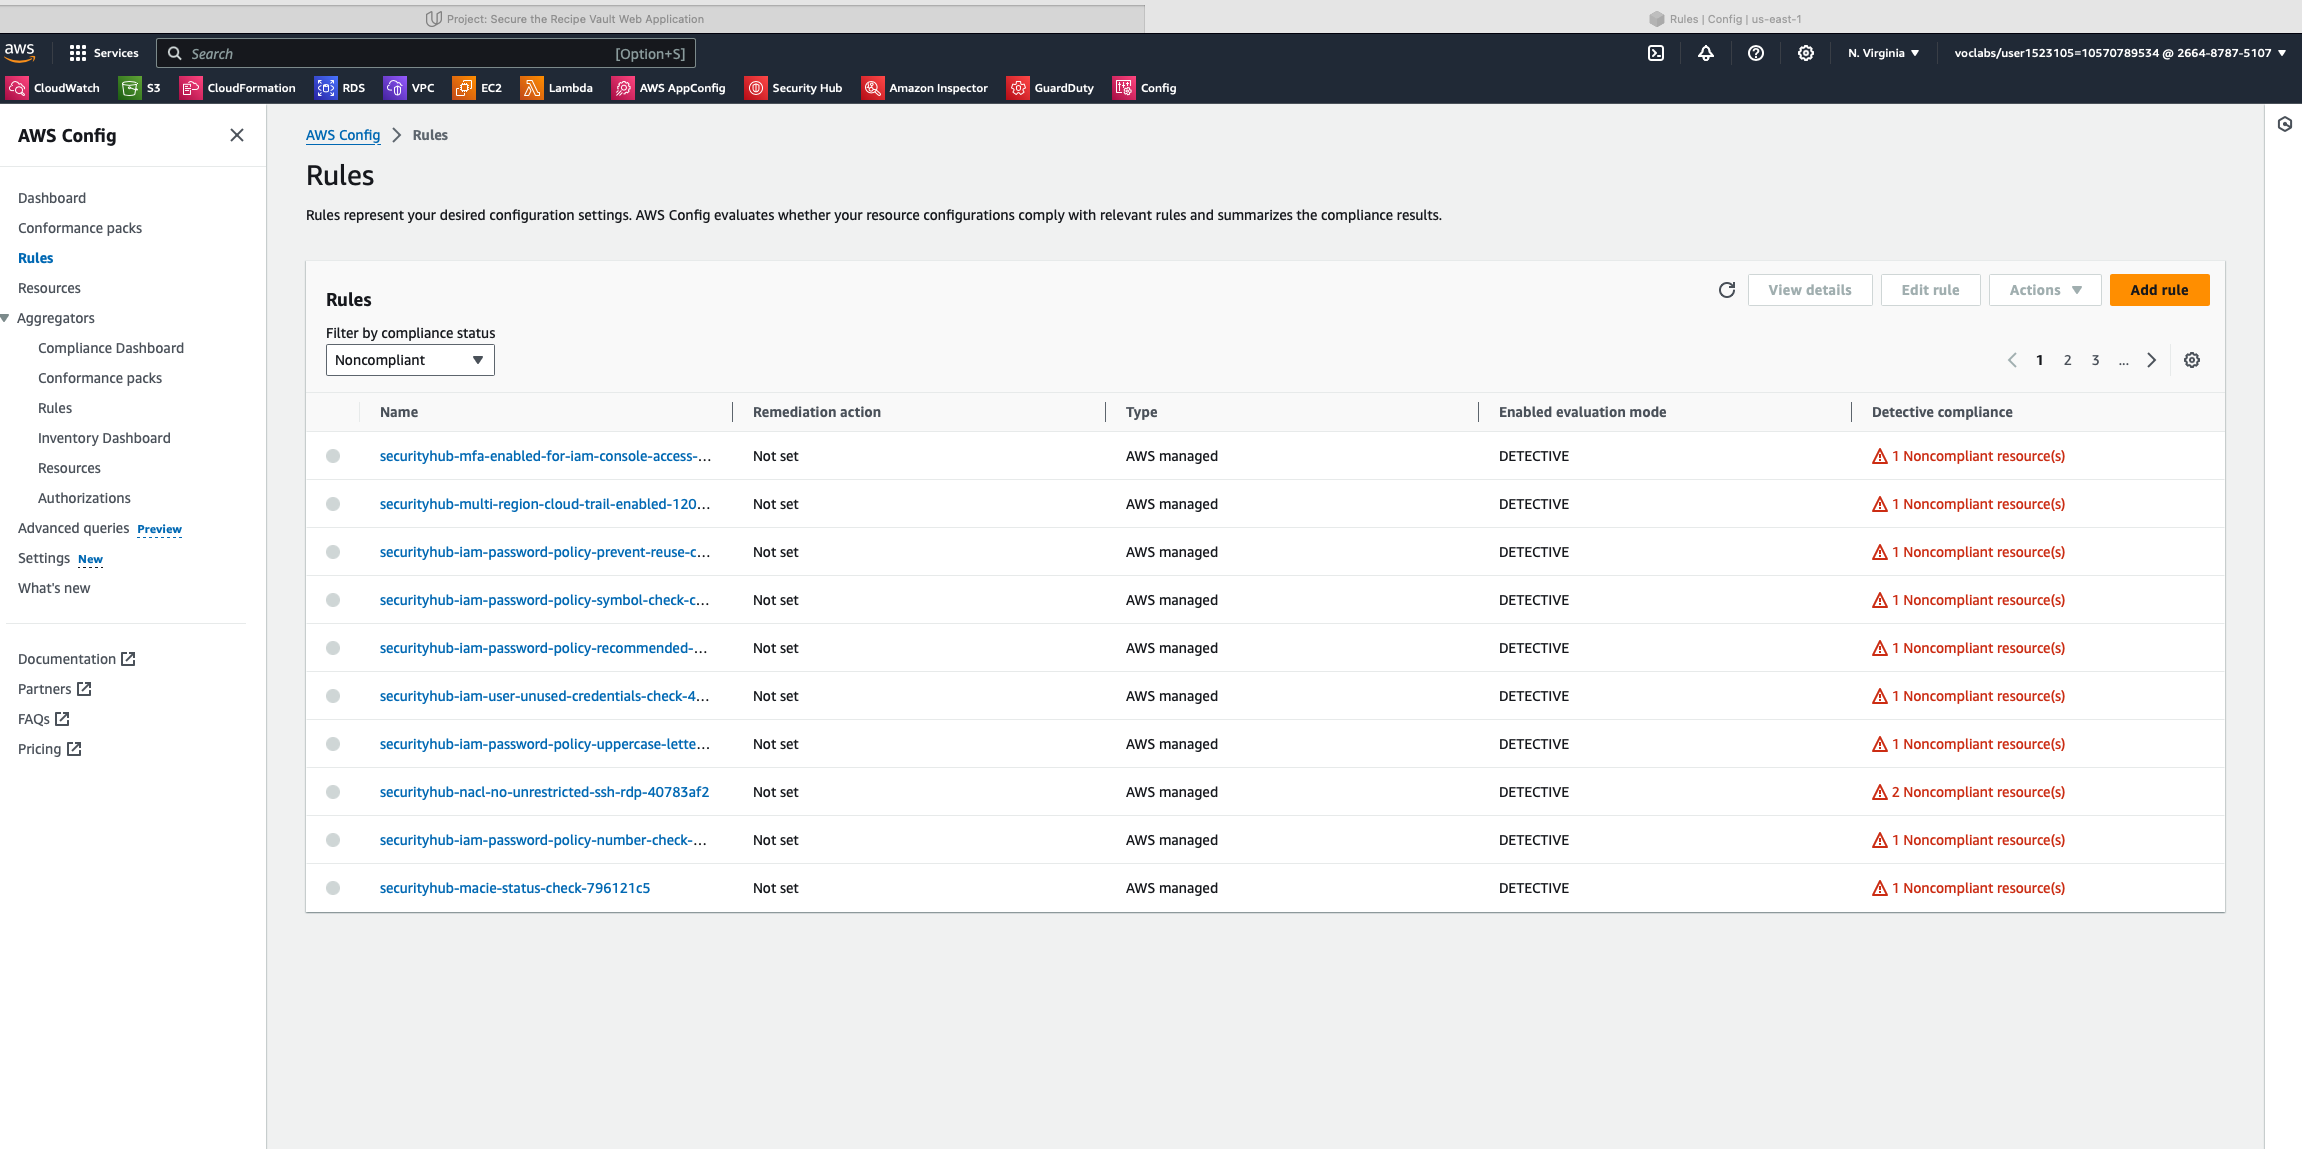 Project: Secure the Recipe Vault Web Application
Rules | Config | us-east-1
aws
Services
Search
[Option+S]
N. Virginia
voclabs/user1523105=10570789534 @ 2664-8787-5107
CloudWatch
S3
CloudFormation
RDS
VPC
EC2
Lambda
AWS AppConfig
Security Hub
Amazon Inspector
GuardDuty
Config
AWS Config
Dashboard
Conformance packs
Rules
Resources
Aggregators
Compliance Dashboard
Conformance packs
Rules
Inventory Dashboard
Resources
Authorizations
Advanced queries Preview
Settings New
What's new
Documentation
Partners
FAQs
Pricing
AWS Config > Rules
Rules
Rules represent your desired configuration settings. AWS Config evaluates whether your resource configurations comply with relevant rules and summarizes the compliance results.
Rules
View details
Edit rule
Actions
Add rule
Filter by compliance status
Noncompliant
1 2 3 ...
Name Remediation action Type Enabled evaluation mode Detective compliance
securityhub-mfa-enabled-for-iam-console-access-... Not set AWS managed DETECTIVE 1 Noncompliant resource(s)
securityhub-multi-region-cloud-trail-enabled-120... Not set AWS managed DETECTIVE 1 Noncompliant resource(s)
securityhub-iam-password-policy-prevent-reuse-c... Not set AWS managed DETECTIVE 1 Noncompliant resource(s)
securityhub-iam-password-policy-symbol-check-c... Not set AWS managed DETECTIVE 1 Noncompliant resource(s)
securityhub-iam-password-policy-recommended-... Not set AWS managed DETECTIVE 1 Noncompliant resource(s)
securityhub-iam-user-unused-credentials-check-4... Not set AWS managed DETECTIVE 1 Noncompliant resource(s)
securityhub-iam-password-policy-uppercase-lette... Not set AWS managed DETECTIVE 1 Noncompliant resource(s)
securityhub-nacl-no-unrestricted-ssh-rdp-40783af2 Not set AWS managed DETECTIVE 2 Noncompliant resource(s)
securityhub-iam-password-policy-number-check-... Not set AWS managed DETECTIVE 1 Noncompliant resource(s)
securityhub-macie-status-check-796121c5 Not set AWS managed DETECTIVE 1 Noncompliant resource(s)